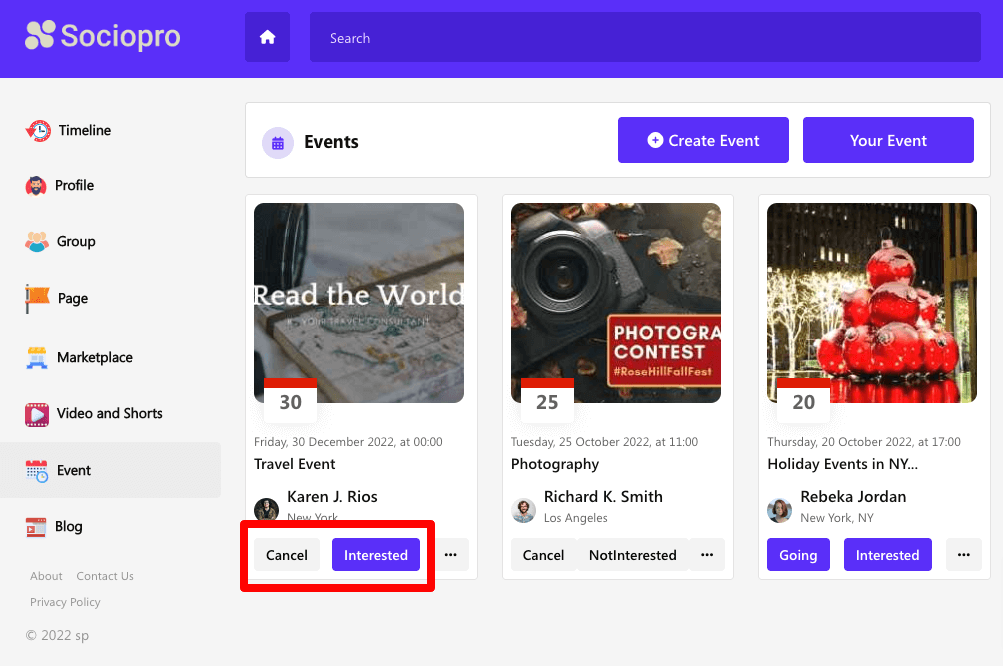 Sociopro
Search
Timeline
Profile
Group
Page
Marketplace
Video and Shorts
Event
Blog
About Contact Us
Privacy Policy
© 2022 sp
Events
Create Event
Your Event
Read the World
TRAVEL CONSULTANT
30
Friday, 30 December 2022, at 00:00
Travel Event
Karen J. Rios
New York
Cancel Interested ...
PHOTOGRA
CONTEST
#RoseHillFallFest
25
Tuesday, 25 October 2022, at 11:00
Photography
Richard K. Smith
Los Angeles
Cancel NotInterested ...
20
Thursday, 20 October 2022, at 17:00
Holiday Events in NY...
Rebeka Jordan
New York, NY
Going Interested ...